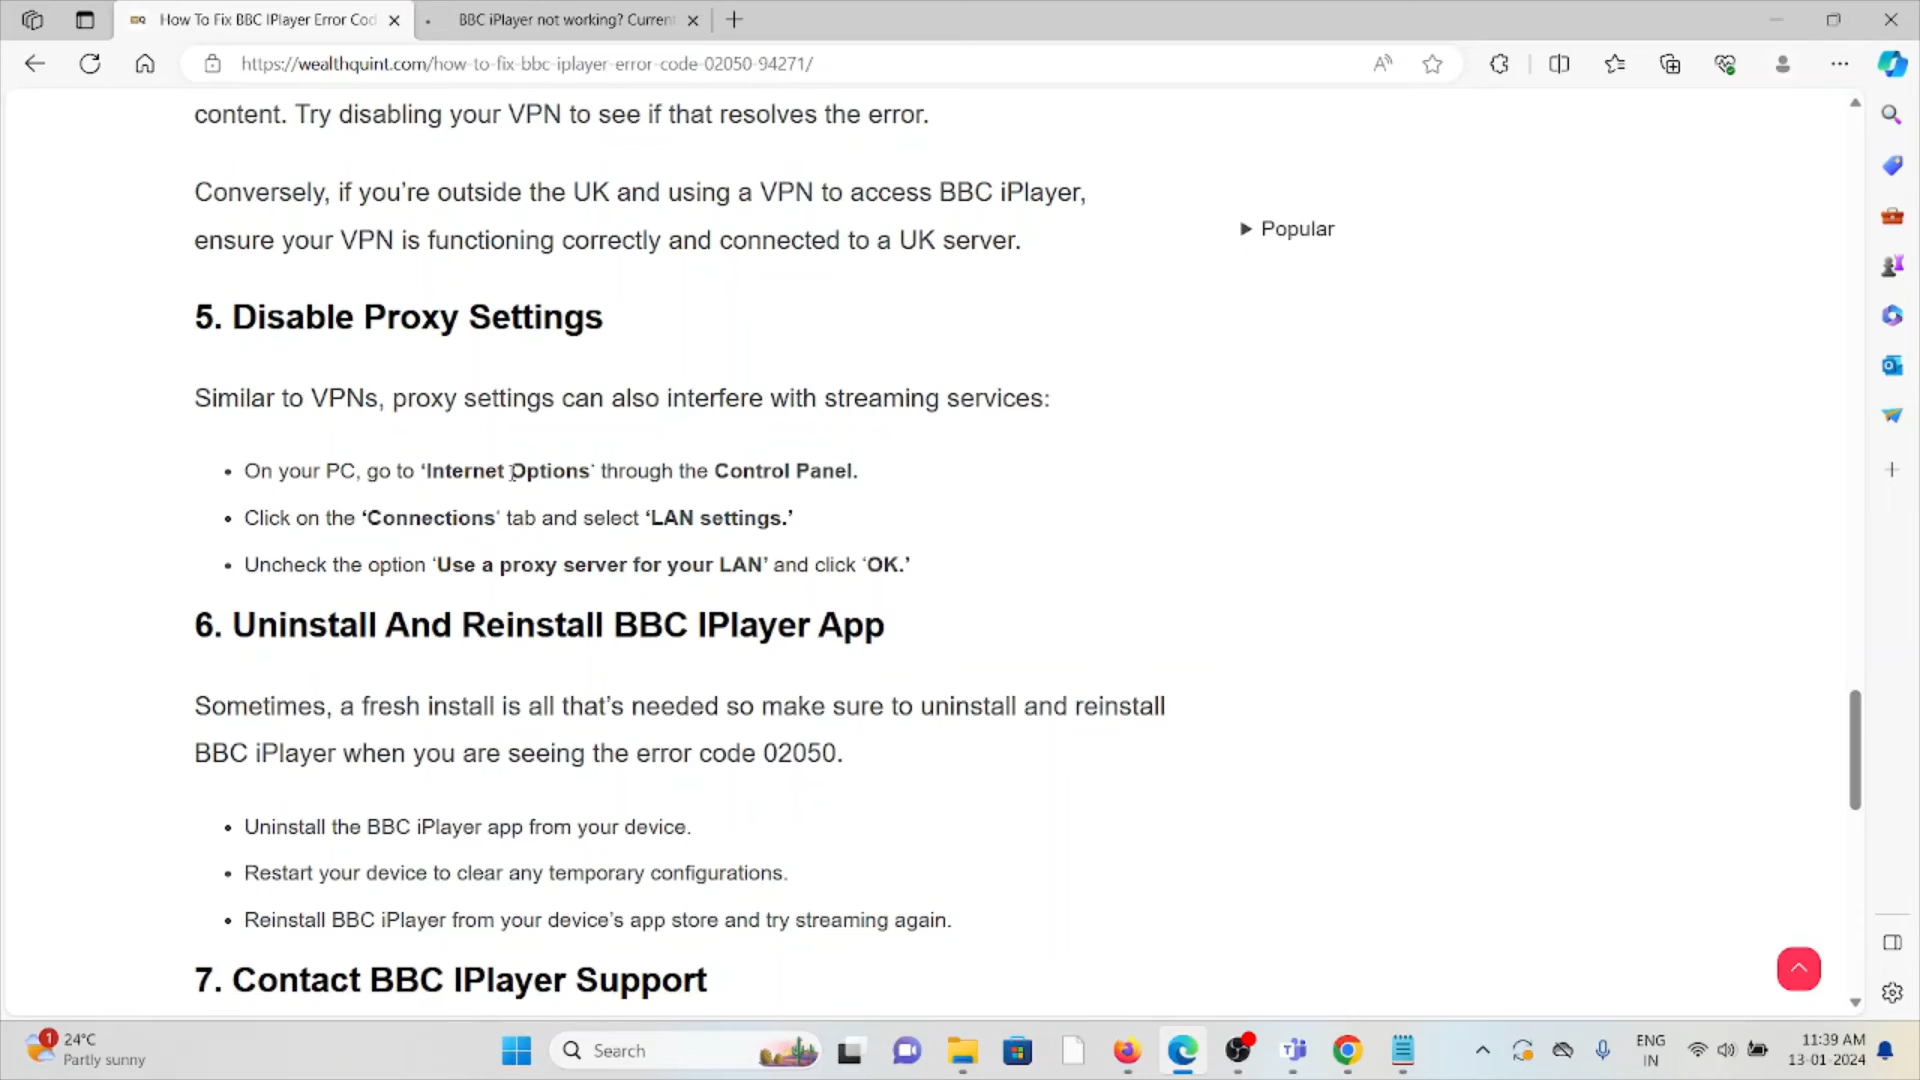 How To Fix BBC IPlayer Error Cod
BBC iPlayer not working? Curren
https://wealthquint.com/how-to-fix-bbc-iplayer-error-code-02050-94271/
content. Try disabling your VPN to see if that resolves the error.
Conversely, if you’re outside the UK and using a VPN to access BBC iPlayer,
ensure your VPN is functioning correctly and connected to a UK server.
▶ Popular
5. Disable Proxy Settings
Similar to VPNs, proxy settings can also interfere with streaming services:
• On your PC, go to ‘Internet Options‘ through the Control Panel.
• Click on the ‘Connections‘ tab and select ‘LAN settings.’
• Uncheck the option ‘Use a proxy server for your LAN’ and click ‘OK.’
6. Uninstall And Reinstall BBC IPlayer App
Sometimes, a fresh install is all that’s needed so make sure to uninstall and reinstall
BBC iPlayer when you are seeing the error code 02050.
• Uninstall the BBC iPlayer app from your device.
• Restart your device to clear any temporary configurations.
• Reinstall BBC iPlayer from your device’s app store and try streaming again.
7. Contact BBC IPlayer Support
1
24°C
Partly sunny
Search
ENG
IN
11:39 AM
13-01-2024